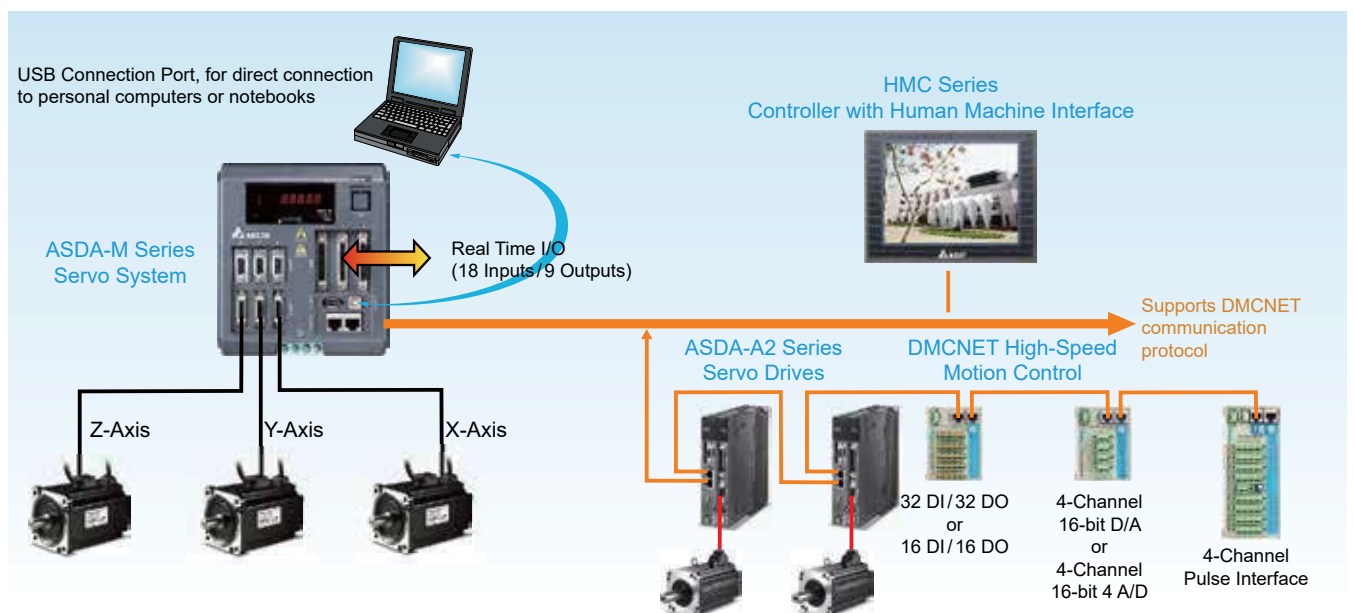 USB Connection Port, for direct connection
to personal computers or notebooks
HMC Series
Controller with Human Machine Interface
ASDA-M Series
Servo System
Real Time I/O
(18 Inputs/9 Outputs)
Supports DMCNET
communication
protocol
ASDA-A2 Series
Servo Drives
DMCNET High-Speed
Motion Control
Z-Axis
Y-Axis
X-Axis
32 DI/32 DO
or
16 DI/16 DO
4-Channel
16-bit D/A
or
4-Channel
16-bit 4 A/D
4-Channel
Pulse Interface